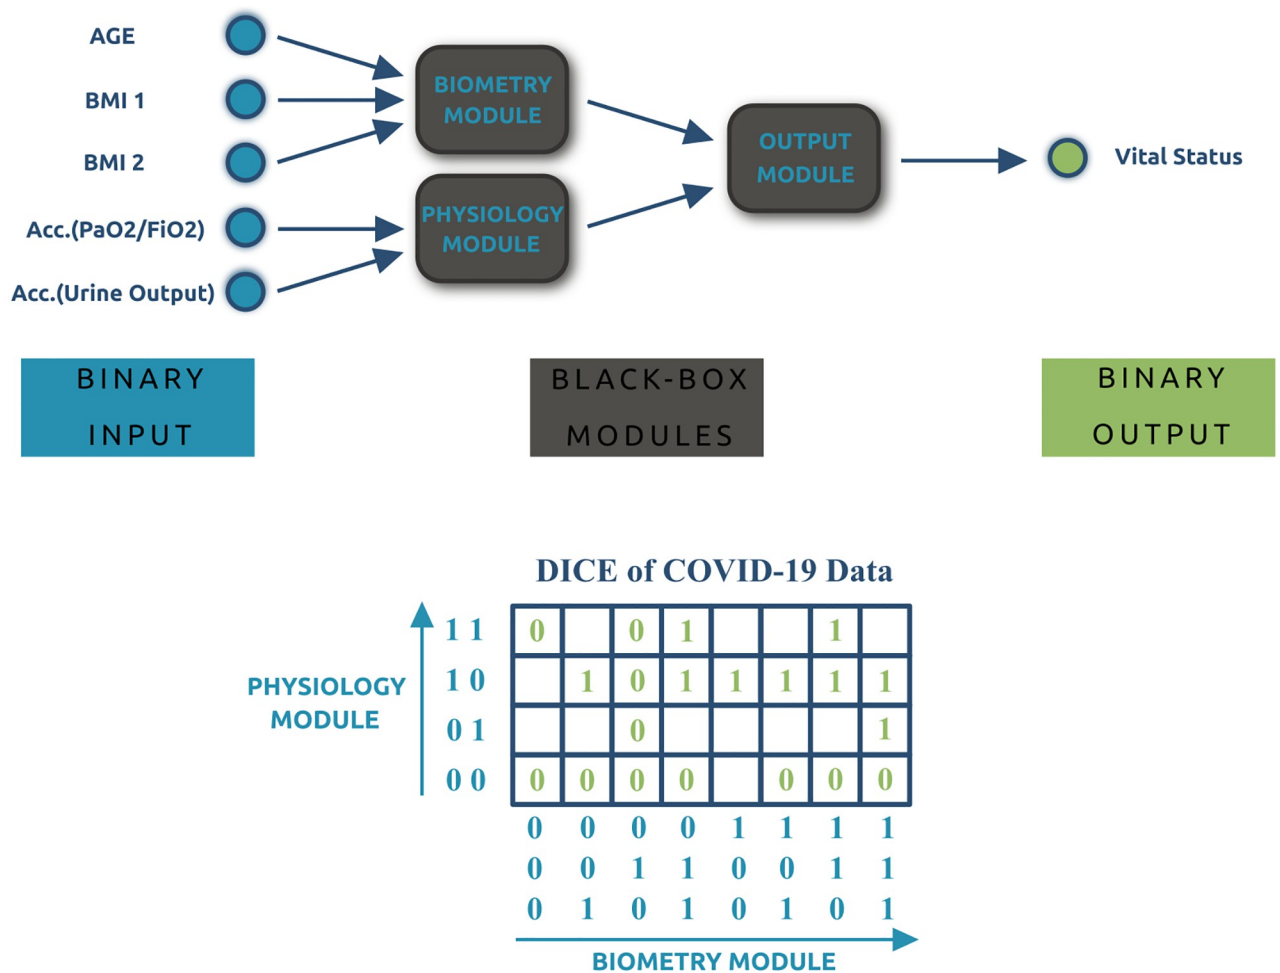 AGE
BMI 1
BMI 2
Acc.(PaO2/FiO2)
Acc.(Urine Output)
BIOMETRY
MODULE
PHYSIOLOGY
MODULE
OUTPUT
MODULE
Vital Status
BINARY
INPUT
BLACK-BOX
MODULES
BINARY
OUTPUT
DICE of COVID-19 Data
PHYSIOLOGY
MODULE
1 1 0 0 1 1
1 0 1 0 1 1 1 1 1
0 1 0 1
0 0 0 0 0 0 0 0 0
0 0 0 0 1 1 1 1
0 0 1 1 0 0 1 1
0 1 0 1 0 1 0 1
BIOMETRY MODULE